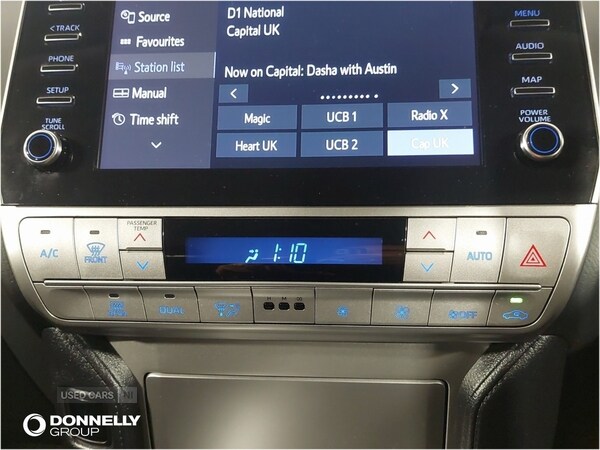 <TRACK
PHONE
SETUP
TUNE
SCROLL
Source
Favourites
Station list
Manual
Time shift
D1 National
Capital UK
Now on Capital: Dasha with Austin
Magic
UCB 1
Radio X
Heart UK
UCB 2
Cap UK
MENU
AUDIO
MAP
POWER
VOLUME
A/C
FRONT
PASSENGER
TEMP
1:10
AUTO
DUAL
OFF
USED CARS NI
DONNELLY
GROUP